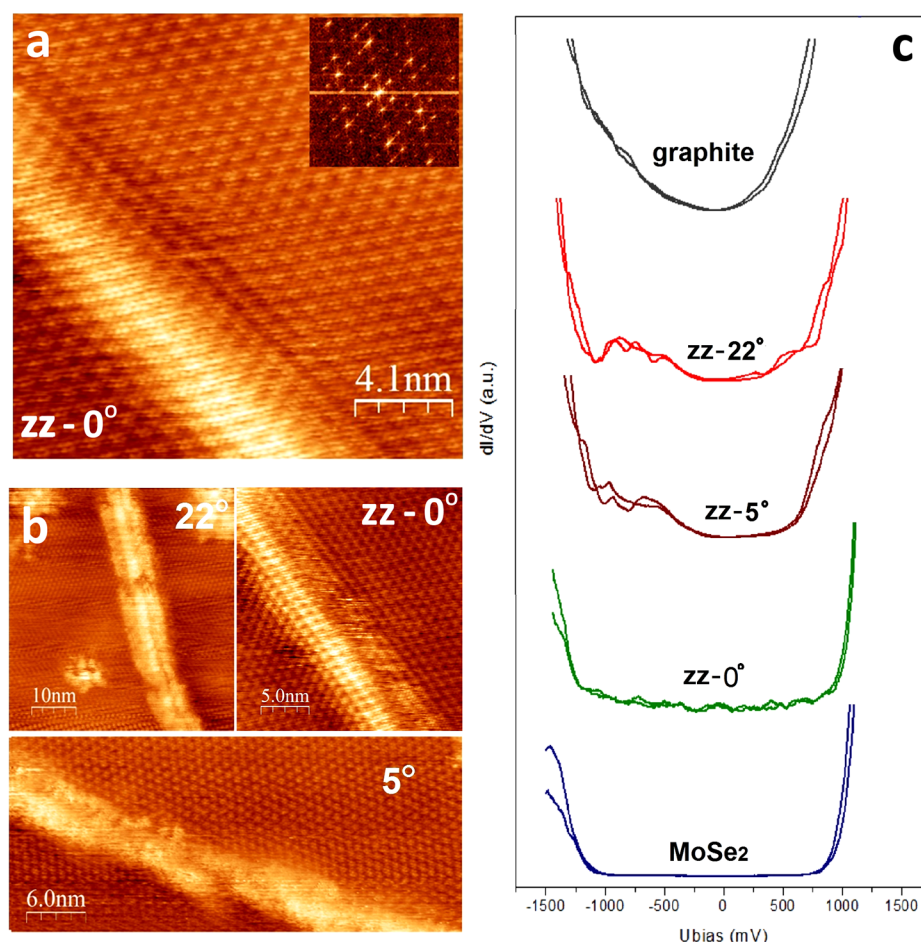 a
4.1nm
zz - 0°
b
22°
10nm
zz - 0°
5.0nm
5°
6.0nm
c
dI/dV (a.u.)
graphite
zz-22°
zz-5°
zz-0°
MoSe2
-1500 -1000 -500 0 500 1000 1500
Ubias (mV)